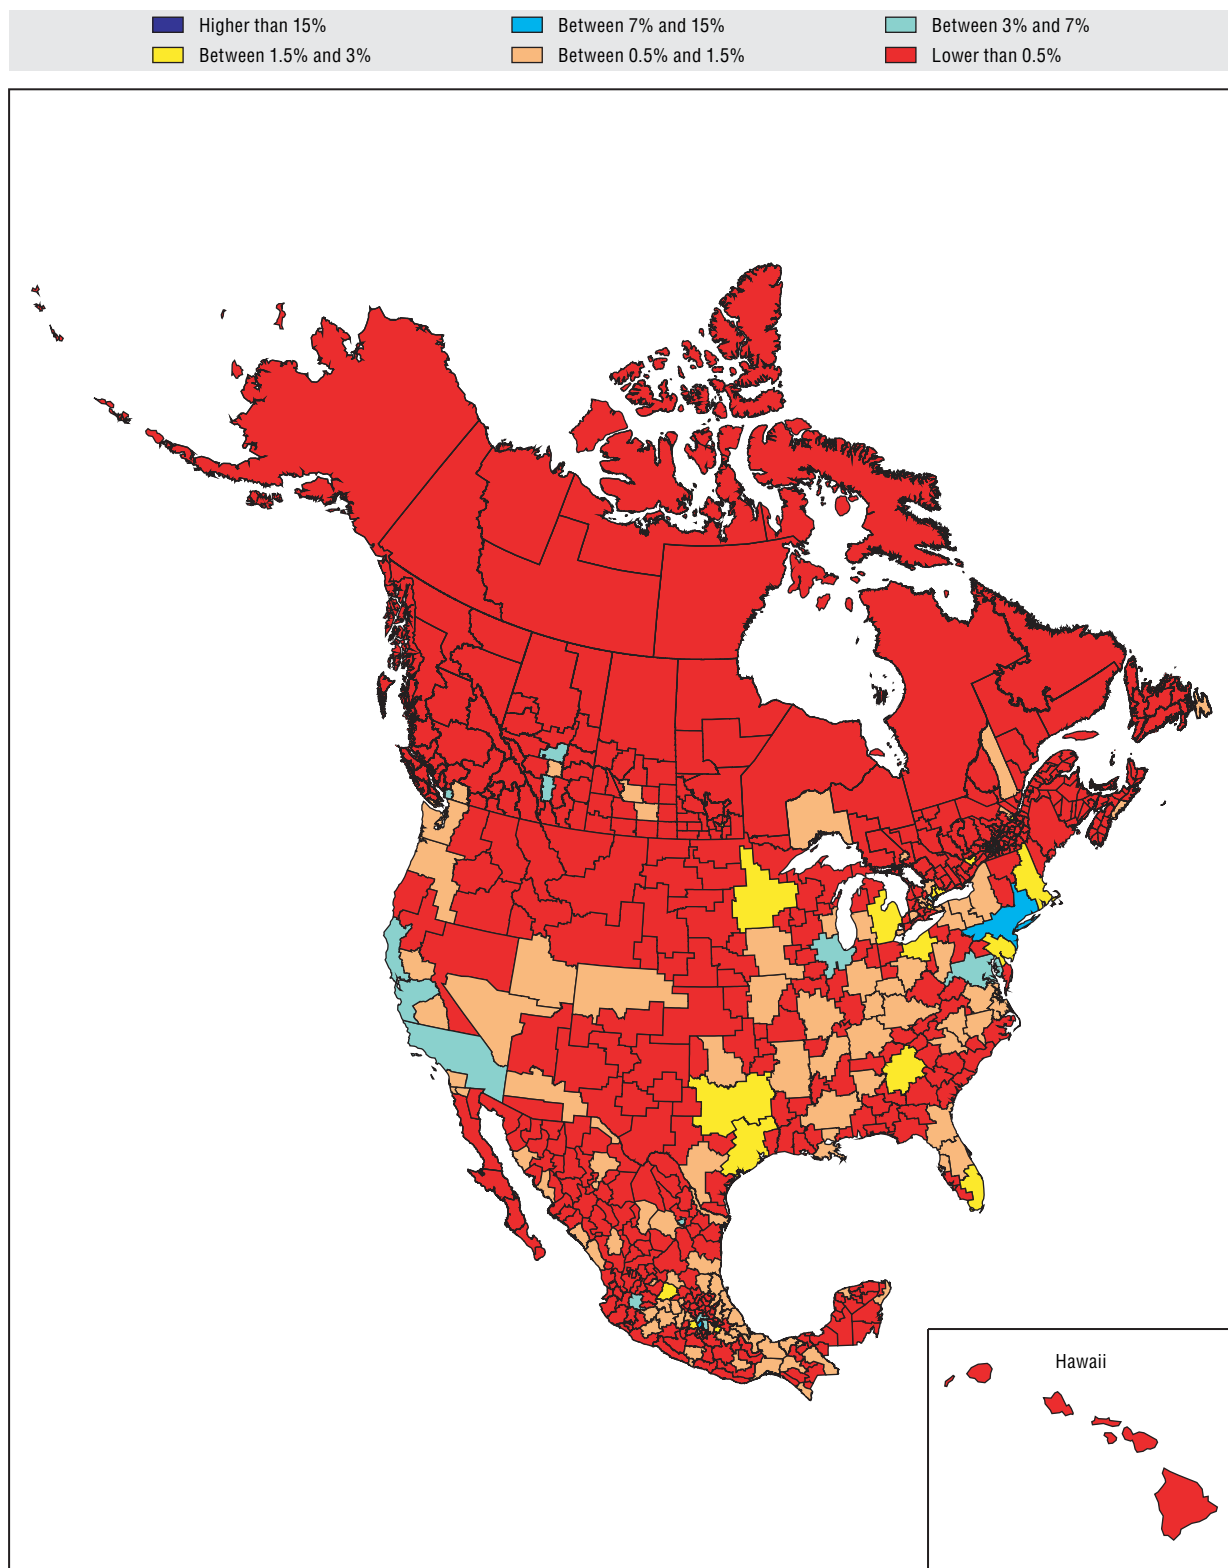 Higher than 15% Between 7% and 15% Between 3% and 7%
Between 1.5% and 3% Between 0.5% and 1.5% Lower than 0.5%
Hawaii